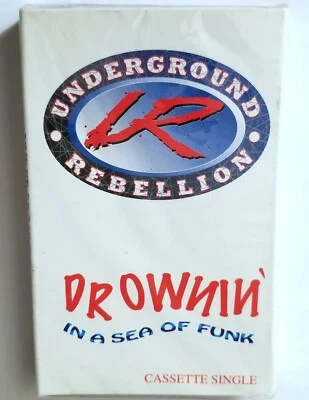 UNDERGROUND
UR
REBELLION
DROWNIN'
IN A SEA OF FUNK
CASSETTE SINGLE